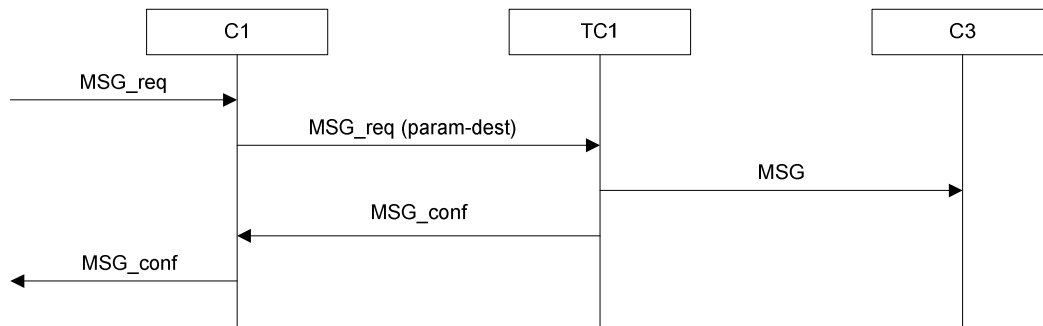 C1
TC1
C3
MSG_req
MSG_req (param-dest)
MSG
MSG_conf
MSG_conf